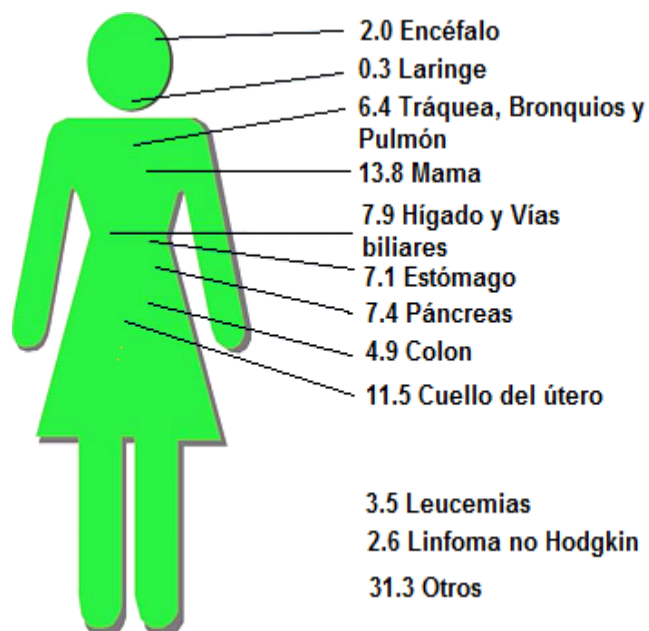 2.0 Encéfalo
0.3 Laringe
6.4 Tráquea, Bronquios y
Pulmón
13.8 Mama
7.9 Hígado y Vías
biliares
7.1 Estómago
7.4 Páncreas
4.9 Colon
11.5 Cuello del útero
3.5 Leucemias
2.6 Linfoma no Hodgkin
31.3 Otros